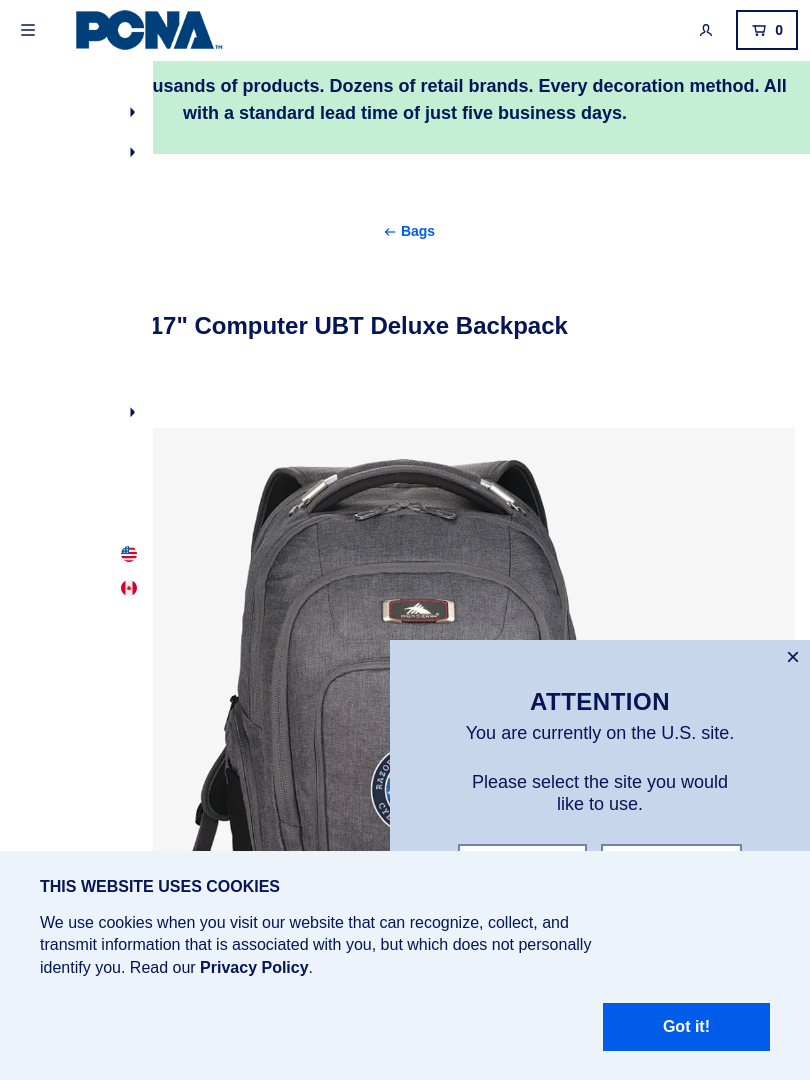 PCNA
TM
0
usands of products. Dozens of retail brands. Every decoration method. All
with a standard lead time of just five business days.
← Bags
17" Computer UBT Deluxe Backpack
HIGH SIERRA®
ATTENTION
You are currently on the U.S. site.
Please select the site you would
like to use.
THIS WEBSITE USES COOKIES
We use cookies when you visit our website that can recognize, collect, and
transmit information that is associated with you, but which does not personally
identify you. Read our Privacy Policy.
Got it!